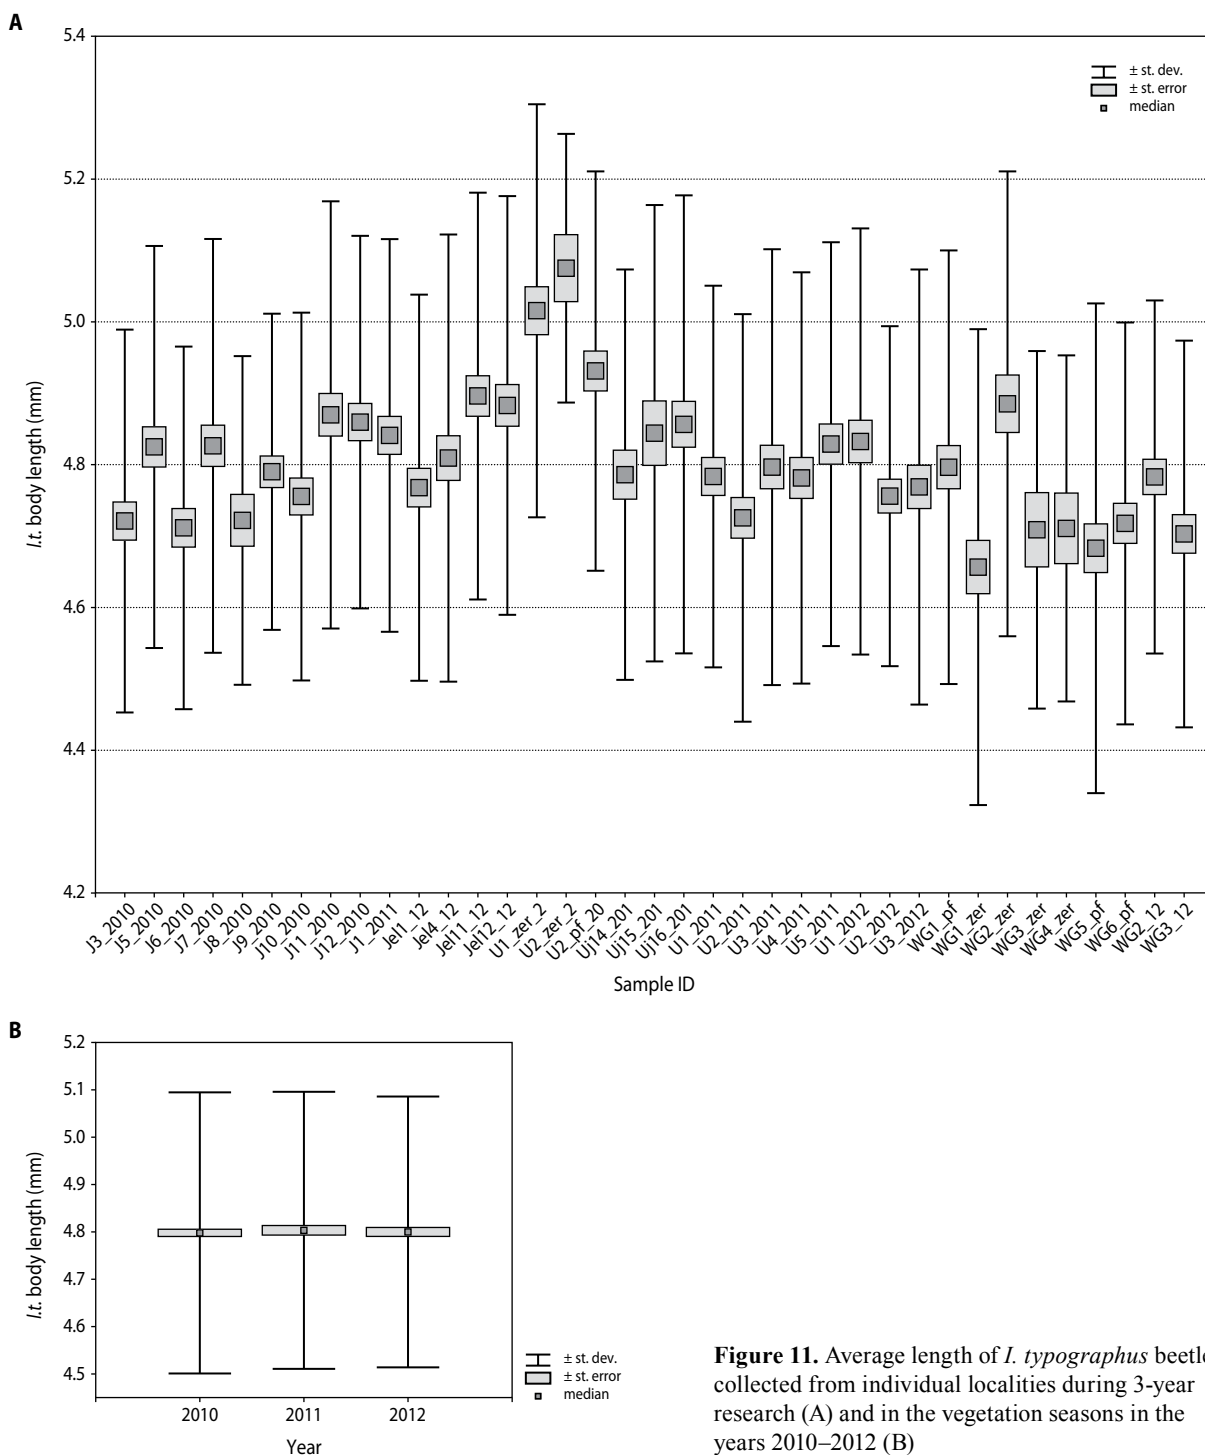 A
5.4
5.2
5.0
4.8
4.6
4.4
4.2
I.t. body length (mm)
± st. dev.
± st. error
median
J3_2010
J5_2010
J6_2010
J7_2010
J8_2010
J9_2010
J10_2010
J11_2010
J12_2010
J1_2011
Jel1_12
Jel4_12
Jel11_12
Jel12_12
U1_zer_2
U2_zer_2
U2_pf_20
Uj14_201
Uj15_201
Uj16_201
U1_2011
U2_2011
U3_2011
U4_2011
U5_2011
U1_2012
U2_2012
U3_2012
WG1_pf
WG1_zer
WG2_zer
WG3_zer
WG4_zer
WG5_pf
WG6_pf
WG2_12
WG3_12
Sample ID
B
5.2
5.1
5.0
4.9
4.8
4.7
4.6
4.5
I.t. body length (mm)
2010 2011 2012
Year
± st. dev.
± st. error
median
Figure 11. Average length of I. typographus beetle
collected from individual localities during 3-year
research (A) and in the vegetation seasons in the
years 2010–2012 (B)